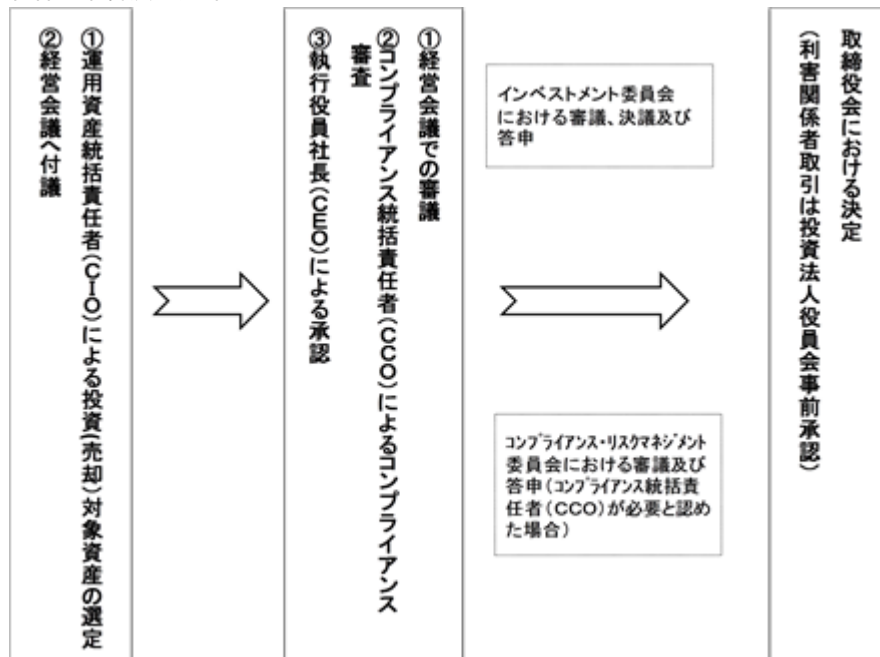 ①運用資産統括責任者(CIO)による投資(売却)対象資産の選定
②経営会議へ付議
①経営会議での審議
②コンプライアンス統括責任者(CCO)によるコンプライアンス
審査
③執行役員社長(CEO)による承認
インベストメント委員会
における審議、決議及び
答申
コンプライアンス・リスクマネジメント
委員会における審議及び
答申(コンプライアンス統括責
任者(CCO)が必要と認め
た場合)
取締役会における決定
(利害関係者取引は投資法人役員会事前承認)